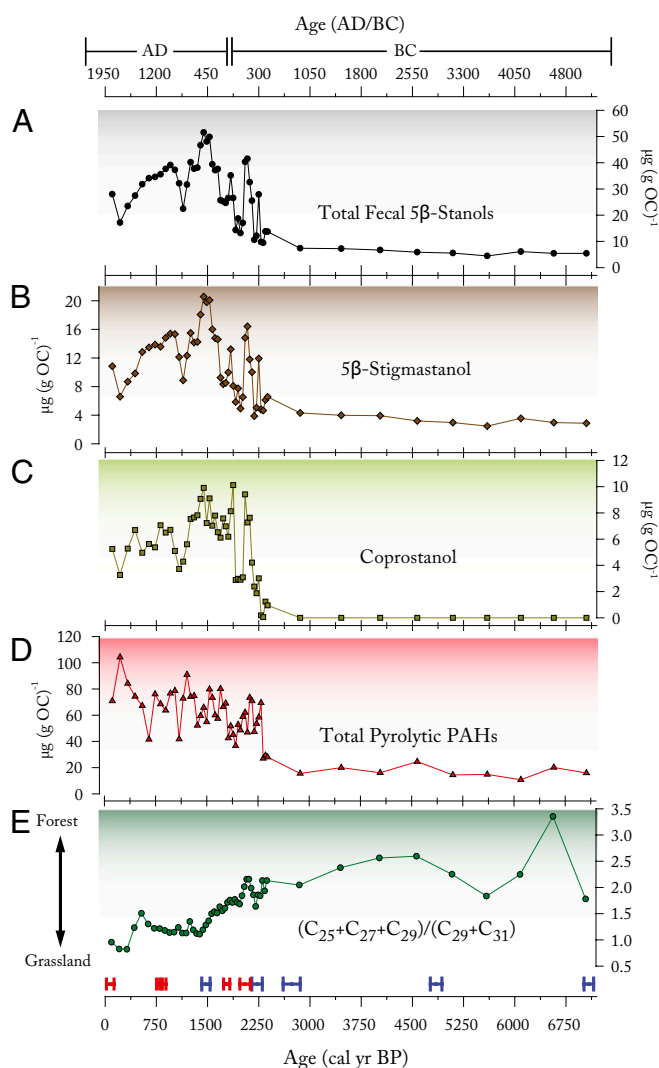 Age (AD/BC)
AD BC
1950 1200 450 300 1050 1800 2550 3300 4050 4800
A
60
50
40
30
20
10
0
µg (g OC)⁻¹
Total Fecal 5β-Stanols
B
20
16
12
8
4
0
µg (g OC)⁻¹
5β-Stigmastanol
C
12
10
8
6
4
2
0
µg (g OC)⁻¹
Coprostanol
D
120
100
80
60
40
20
0
µg (g OC)⁻¹
Total Pyrolytic PAHs
E
Forest
Grassland
3.5
3.0
2.5
2.0
1.5
1.0
0.5
(C₂₅+C₂₇+C₂₉)/(C₂₉+C₃₁)
0 750 1500 2250 3000 3750 4500 5250 6000 6750
Age (cal yr BP)